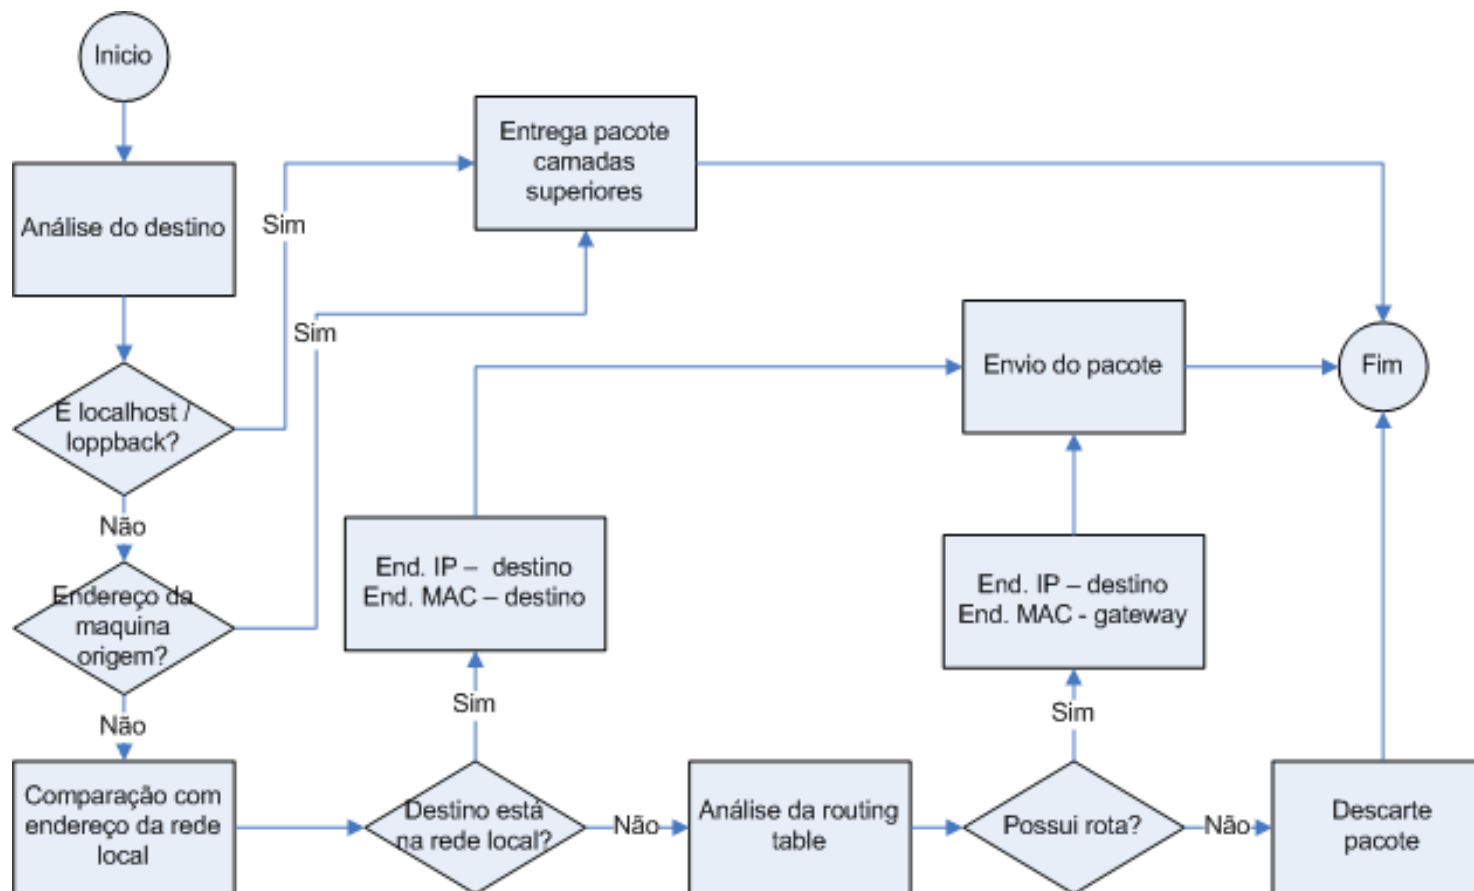 Inicio
Entrega pacote
camadas
superiores
Análise do destino
Sim
Sim
Envio do pacote
Fim
E localhost /
loppback?
Não
End. IP – destino
End. MAC – destino
End. IP – destino
End. MAC - gateway
Endereço da
maquina
origem?
Sim
Sim
Não
Comparação com
endereço da rede
local
Destino está
na rede local?
Não
Análise da routing
table
Possui rota?
Não
Descarte
pacote